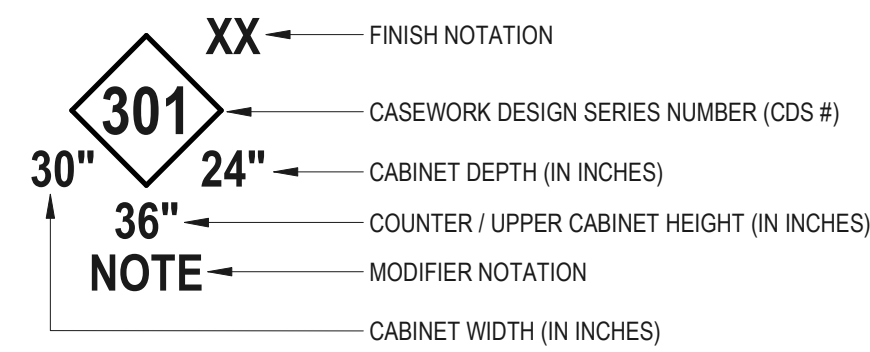 XX FINISH NOTATION
301 CASEWORK DESIGN SERIES NUMBER (CDS #)
30" 24" CABINET DEPTH (IN INCHES)
36" COUNTER / UPPER CABINET HEIGHT (IN INCHES)
NOTE MODIFIER NOTATION
CABINET WIDTH (IN INCHES)